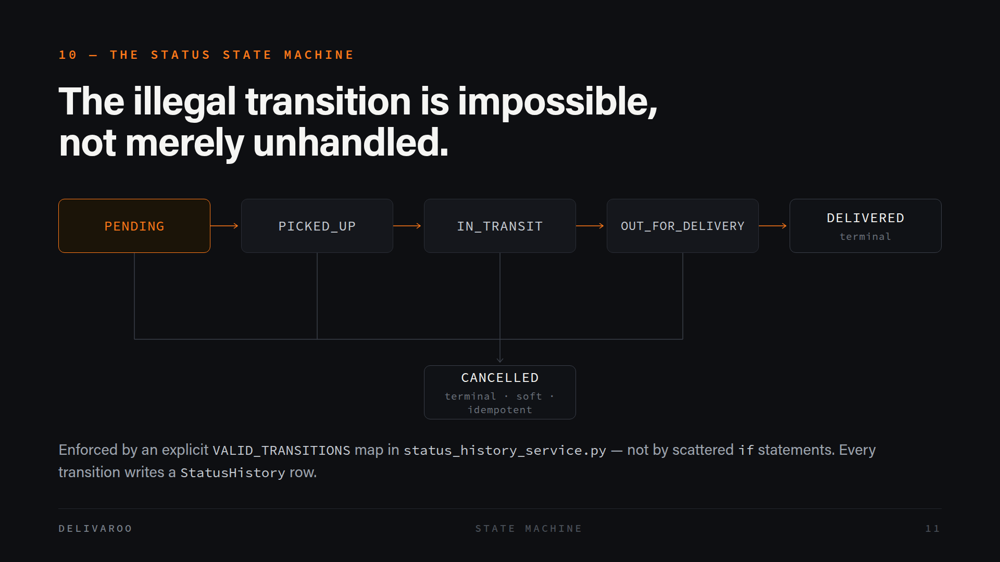 10 — THE STATUS STATE MACHINE
The illegal transition is impossible,
not merely unhandled.
PENDING
PICKED_UP
IN_TRANSIT
OUT_FOR_DELIVERY
DELIVERED
terminal
CANCELLED
terminal · soft ·
idempotent
Enforced by an explicit VALID_TRANSITIONS map in status_history_service.py — not by scattered if statements. Every
transition writes a StatusHistory row.
DELIVAROO
STATE MACHINE
11